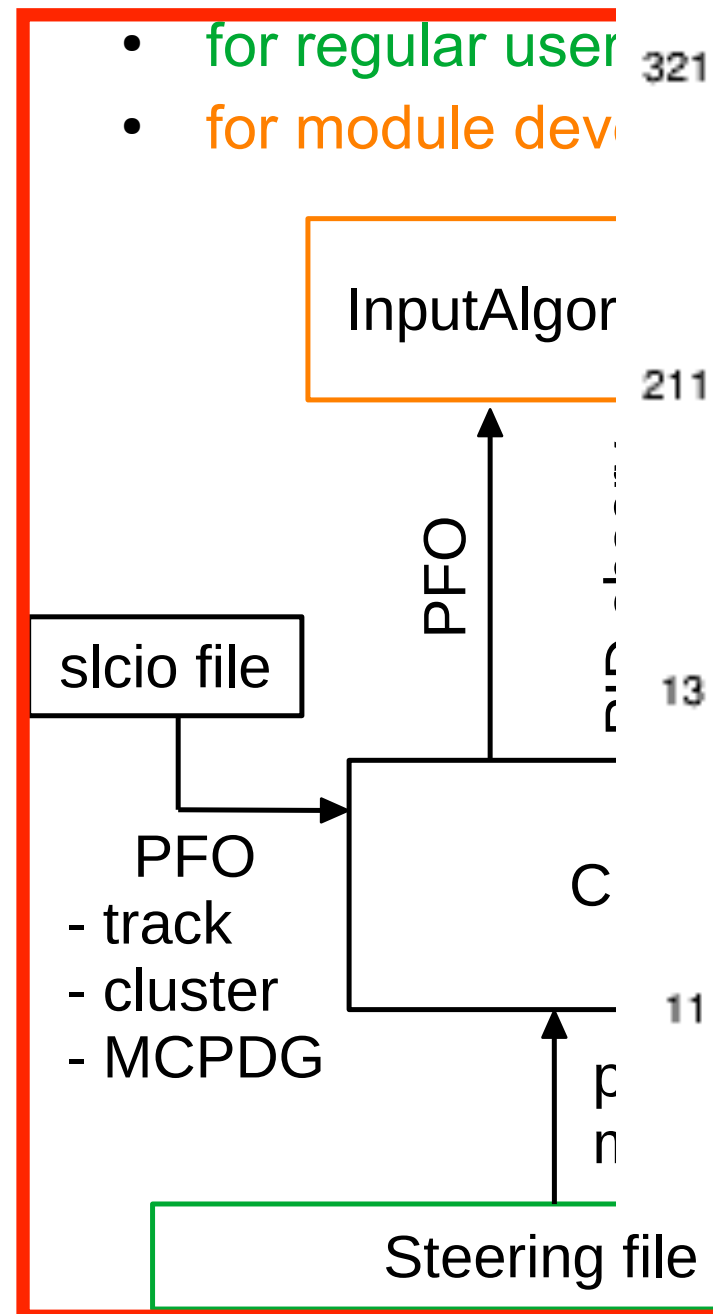 • for regular user
• for module deve
321
InputAlgor
211
PFO
slcio file
13
PFO
- track
- cluster
- MCPDG
C
11
Steering file